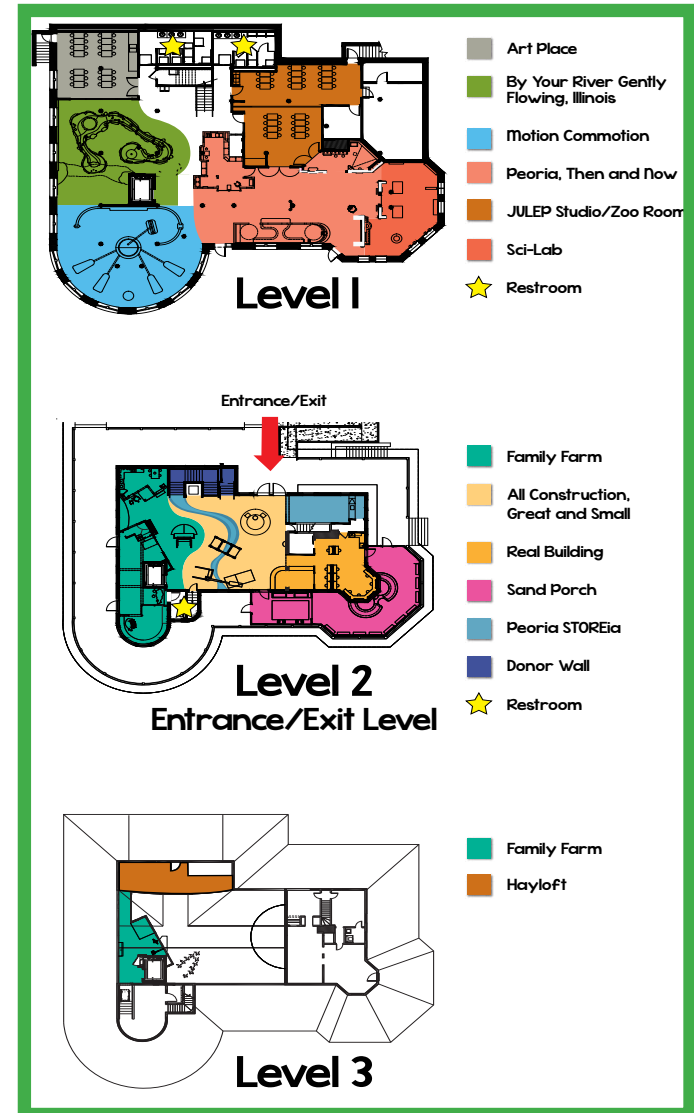 Art Place
By Your River Gently
Flowing, Illinois
Motion Commotion
Peoria, Then and Now
JULEP Studio/Zoo Room
Sci-Lab
Restroom
Level 1
Entrance/Exit
Family Farm
All Construction,
Great and Small
Real Building
Sand Porch
Peoria STOREia
Donor Wall
Restroom
Level 2
Entrance/Exit Level
Family Farm
Hayloft
Level 3